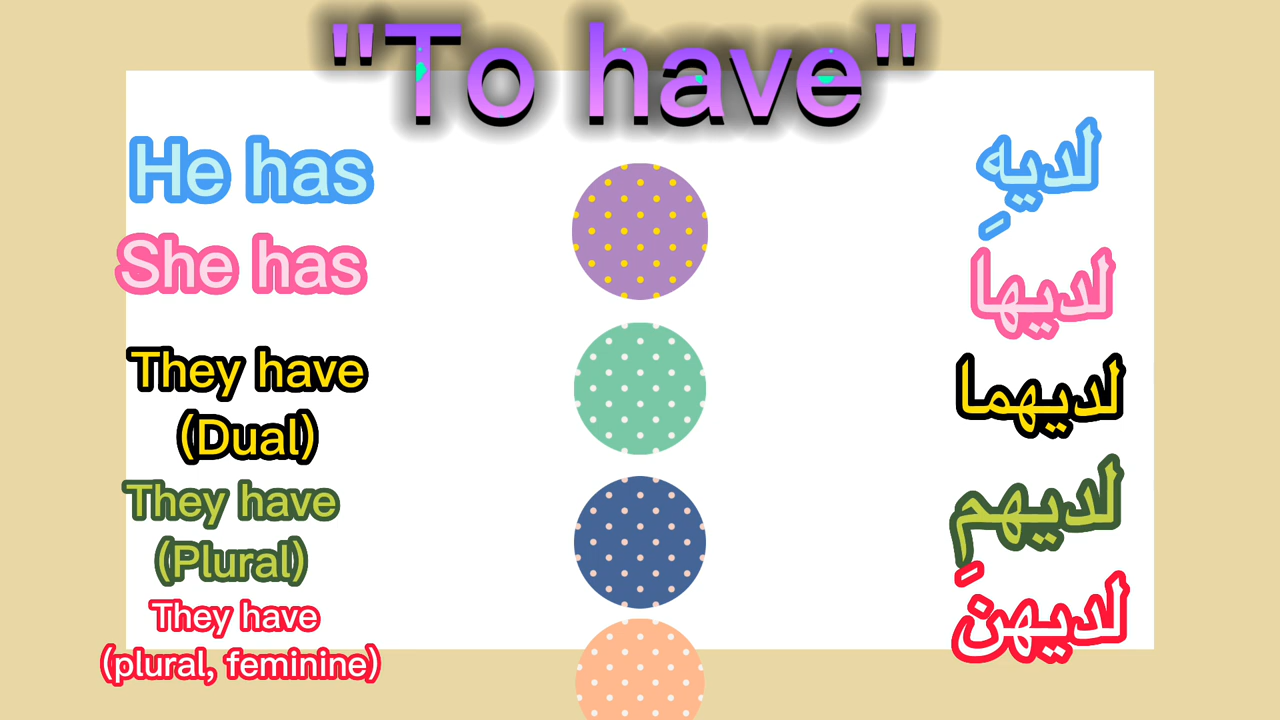 "To have"
He has
لديهِ
She has
لديها
They have
(Dual)
لديهما
They have
(Plural)
لديهم
They have
(plural, feminine)
لديهنَ